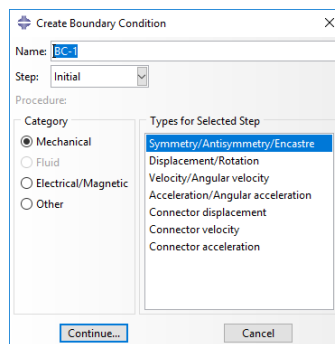 Create Boundary Condition
Name: BC-1
Step: Initial
Procedure:
Category
Mechanical
Fluid
Electrical/Magnetic
Other
Types for Selected Step
Symmetry/Antisymmetry/Encastre
Displacement/Rotation
Velocity/Angular velocity
Acceleration/Angular acceleration
Connector displacement
Connector velocity
Connector acceleration
Continue...
Cancel